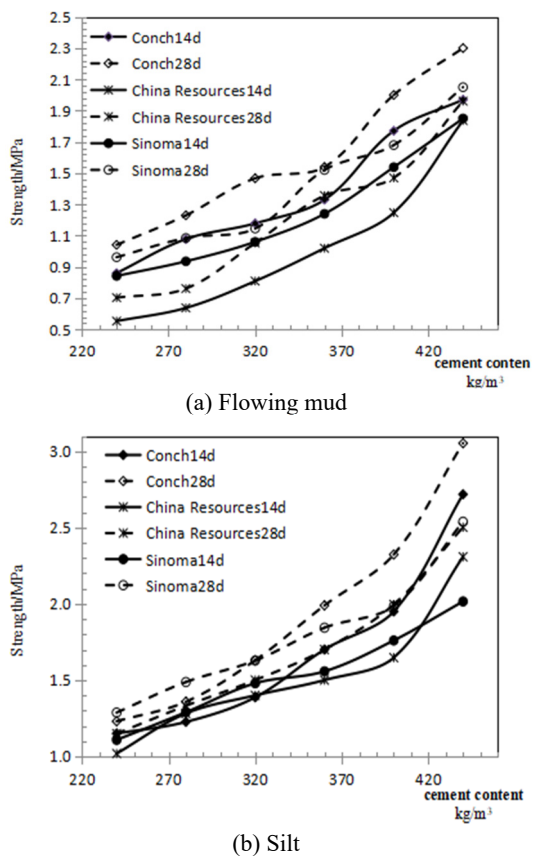 2.5
2.3
2.1
1.9
1.7
1.5
1.3
1.1
0.9
0.7
0.5
Strength/MPa
Conch14d
Conch28d
China Resources14d
China Resources28d
Sinoma14d
Sinoma28d
220 270 320 370 420
cement conten
kg/m³
(a) Flowing mud
3.0
2.5
2.0
1.5
1.0
Strength/MPa
Conch14d
Conch28d
China Resources14d
China Resources28d
Sinoma14d
Sinoma28d
220 270 320 370 420
cement content
kg/m³
(b) Silt